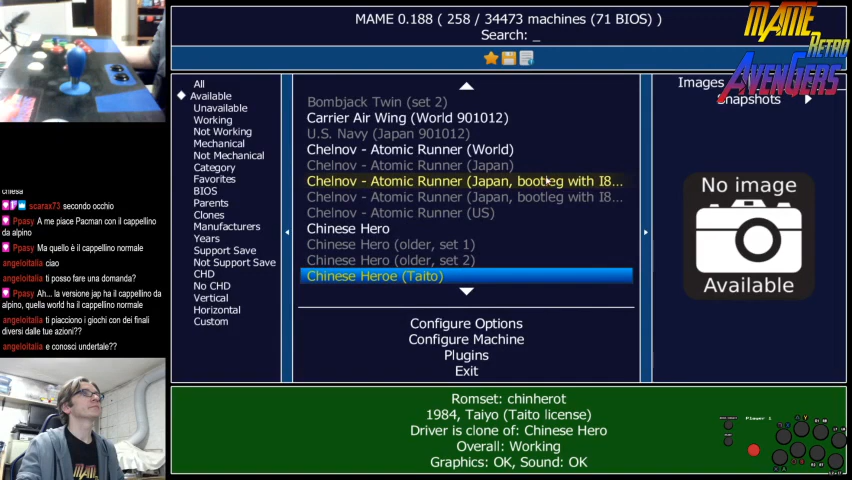 MAME 0.188 ( 258 / 34473 machines (71 BIOS) )
Search: _
MAME
RETRO
AVENGERS
All
Available
Unavailable
Working
Not Working
Mechanical
Not Mechanical
Category
Favorites
BIOS
Parents
Clones
Manufacturers
Years
Support Save
Not Support Save
CHD
No CHD
Vertical
Horizontal
Custom
Bombjack Twin (set 2)
Carrier Air Wing (World 901012)
U.S. Navy (Japan 901012)
Chelnov - Atomic Runner (World)
Chelnov - Atomic Runner (Japan)
Chelnov - Atomic Runner (Japan, bootleg with I8...
Chelnov - Atomic Runner (Japan, bootleg with I8...
Chelnov - Atomic Runner (US)
Chinese Hero
Chinese Hero (older, set 1)
Chinese Hero (older, set 2)
Chinese Heroe (Taito)
Configure Options
Configure Machine
Plugins
Exit
Images
Snapshots
No image
Available
Romset: chinherot
1984, Taiyo (Taito license)
Driver is clone of: Chinese Hero
Overall: Working
Graphics: OK, Sound: OK
Player 1
chiesa
scarax73 secondo occhio
Ppasy A me piace Pacman con il cappellino
da alpino
Ppasy Ma quello è il cappellino normale
angeloitalia ciao
angeloitalia ti posso fare una domanda?
Ppasy Ah... la versione jap ha il cappellino da
alpino, quella world ha il cappellino normale
angeloitalia ti piacciono i giochi con dei finali
diversi dalle tue azioni??
angeloitalia e conosci undertale??
MAME